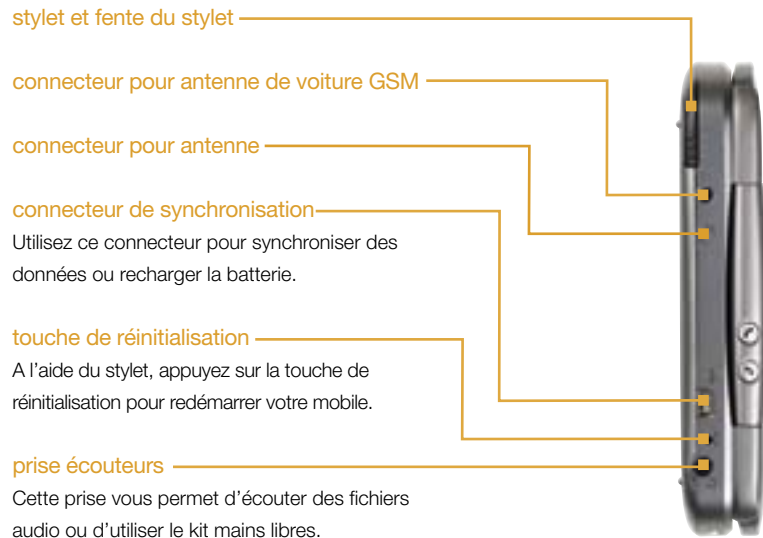 stylet et fente du stylet
connecteur pour antenne de voiture GSM
connecteur pour antenne
connecteur de synchronisation
Utilisez ce connecteur pour synchroniser des
données ou recharger la batterie.
touche de réinitialisation
A l’aide du stylet, appuyez sur la touche de
réinitialisation pour redémarrer votre mobile.
prise écouteurs
Cette prise vous permet d’écouter des fichiers
audio ou d’utiliser le kit mains libres.